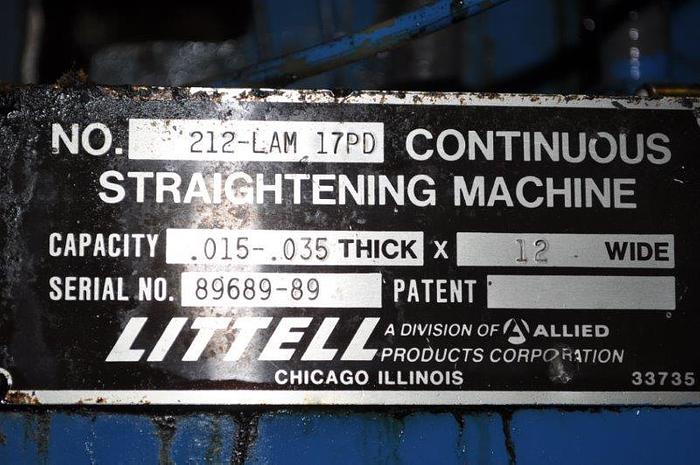 NO. 212-LAM 17PD CONTINUOUS
STRAIGHTENING MACHINE
CAPACITY .015-.035 THICK X 12 WIDE
SERIAL NO. 89689-89 PATENT
LITTELL A DIVISION OF ALLIED
PRODUCTS CORPORATION
CHICAGO ILLINOIS 33735